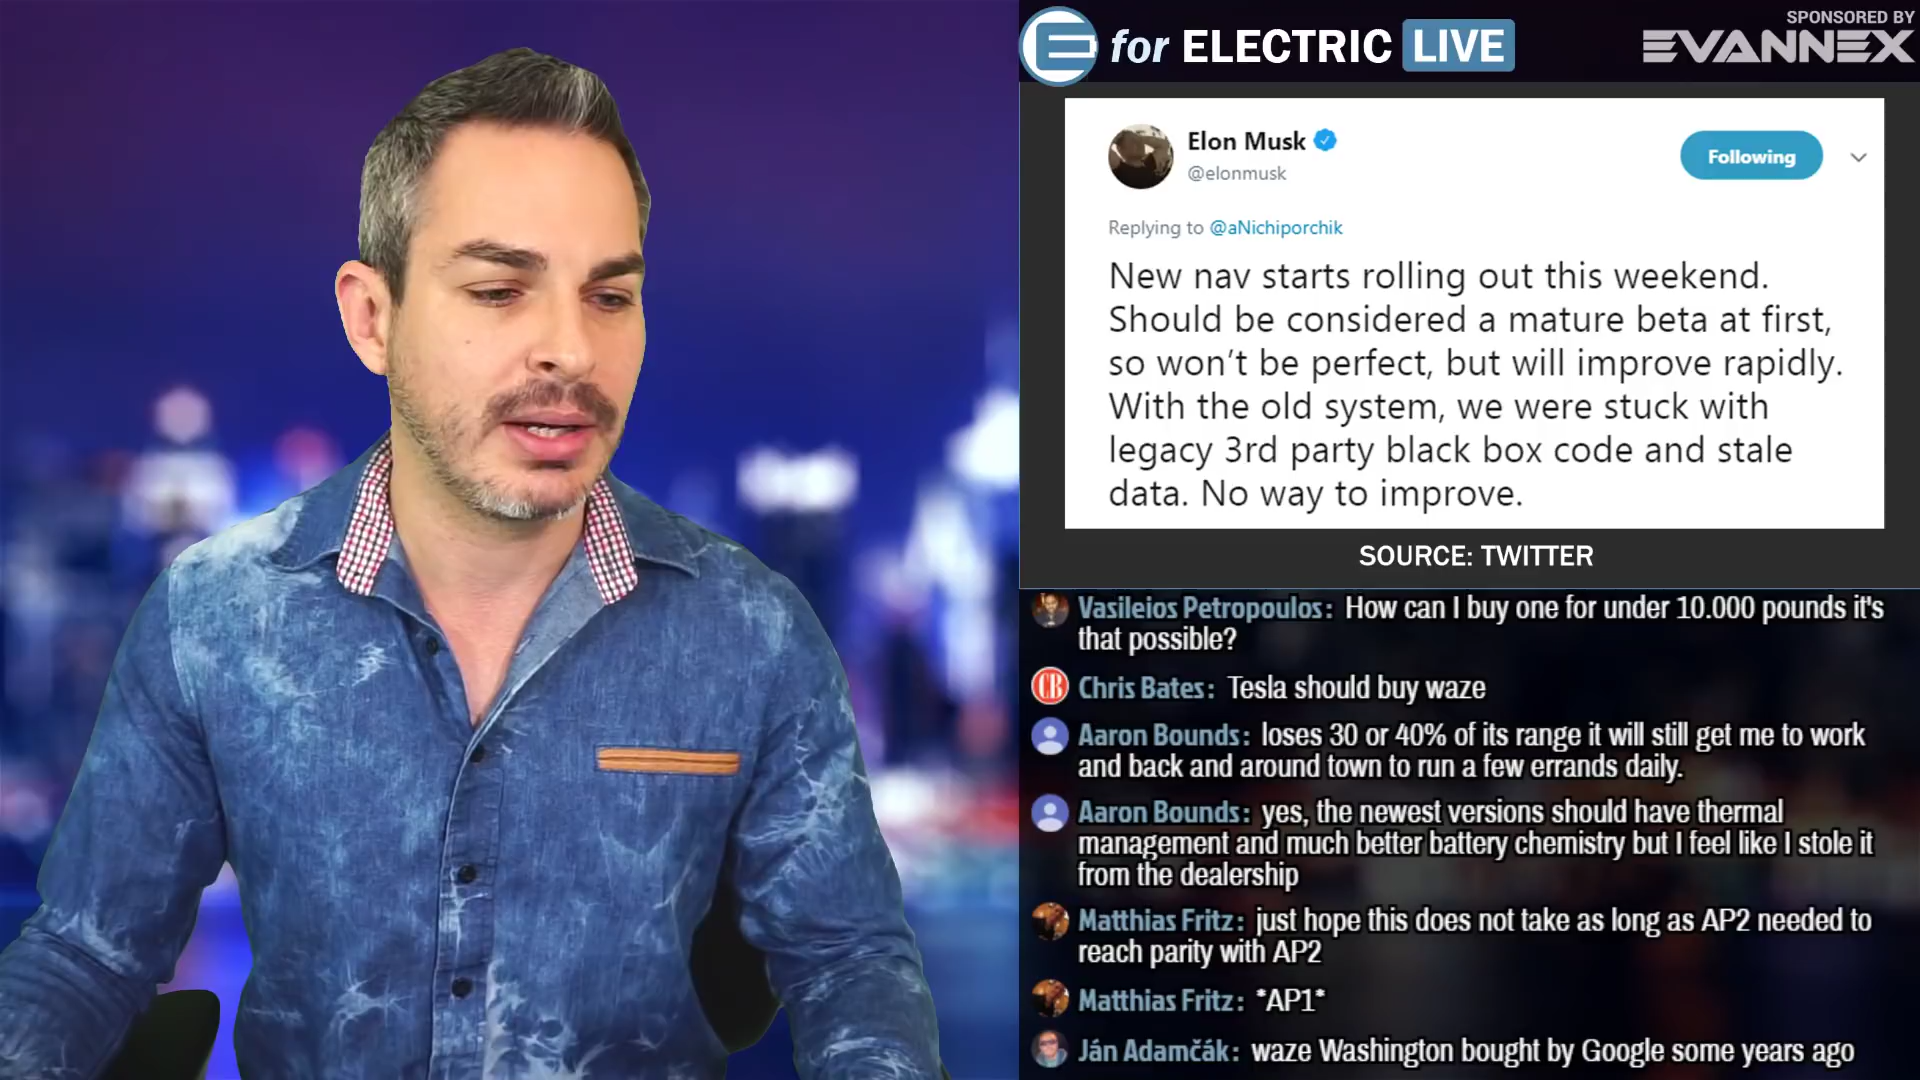 E for ELECTRIC LIVE
SPONSORED BY
EVANNEX
Elon Musk
@elonmusk
Following
Replying to @aNichiporchik
New nav starts rolling out this weekend.
Should be considered a mature beta at first,
so won't be perfect, but will improve rapidly.
With the old system, we were stuck with
legacy 3rd party black box code and stale
data. No way to improve.
SOURCE: TWITTER
Vasileios Petropoulos: How can I buy one for under 10.000 pounds it's
that possible?
CB Chris Bates: Tesla should buy waze
Aaron Bounds: loses 30 or 40% of its range it will still get me to work
and back and around town to run a few errands daily.
Aaron Bounds: yes, the newest versions should have thermal
management and much better battery chemistry but I feel like I stole it
from the dealership
Matthias Fritz: just hope this does not take as long as AP2 needed to
reach parity with AP2
Matthias Fritz: *AP1*
Ján Adamčák: waze Washington bought by Google some years ago